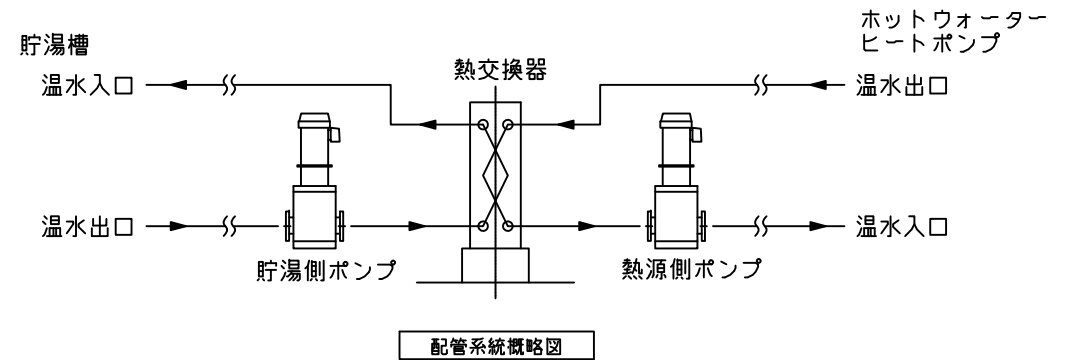 ホットウォーター
ヒートポンプ
貯湯槽
熱交換器
温水入口
温水出口
温水出口
温水入口
貯湯側ポンプ
熱源側ポンプ
配管系統概略図